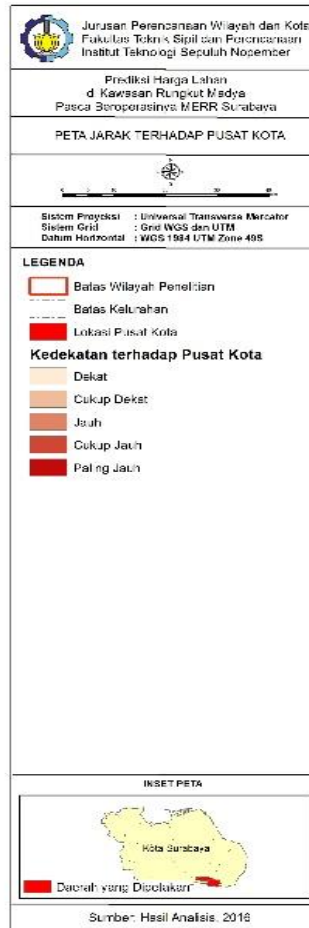 Jurusan Perencanaan Wilayah dan Kota
Fakultas Teknik Sipil dan Perencanaan
Institut Teknologi Sepuluh Nopember
Prediksi Harga Lahan
di Kawasan Rungkut Madya
Pasca Beroperasinya MERR Surabaya
PETA JARAK TERHADAP PUSAT KOTA
Sistem Proyeksi : Universal Transverse Mercator
Sistem Grid : Grid WGS dan UTM
Datum Horizontal : WGS 1984 UTM Zone 49S
LEGENDA
Batas Wilayah Penelitian
Batas Kelurahan
Lokasi Pusat Kota
Kedekatan terhadap Pusat Kota
Dekat
Cukup Dekat
Jauh
Cukup Jauh
Paling Jauh
INSET PETA
Kota Surabaya
Daerah yang Dipetakan
Sumber: Hasil Analisis, 2016